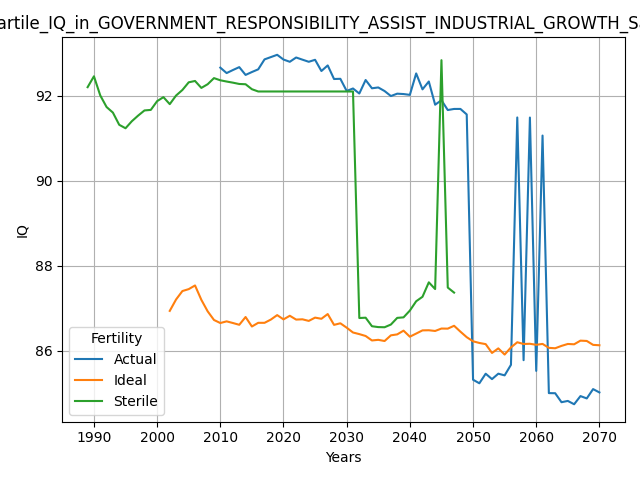 artile_IQ_in_GOVERNMENT_RESPONSIBILITY_ASSIST_INDUSTRIAL_GROWTH_S
92
90
88
86
IQ
Fertility
Actual
Ideal
Sterile
1990 2000 2010 2020 2030 2040 2050 2060 2070
Years